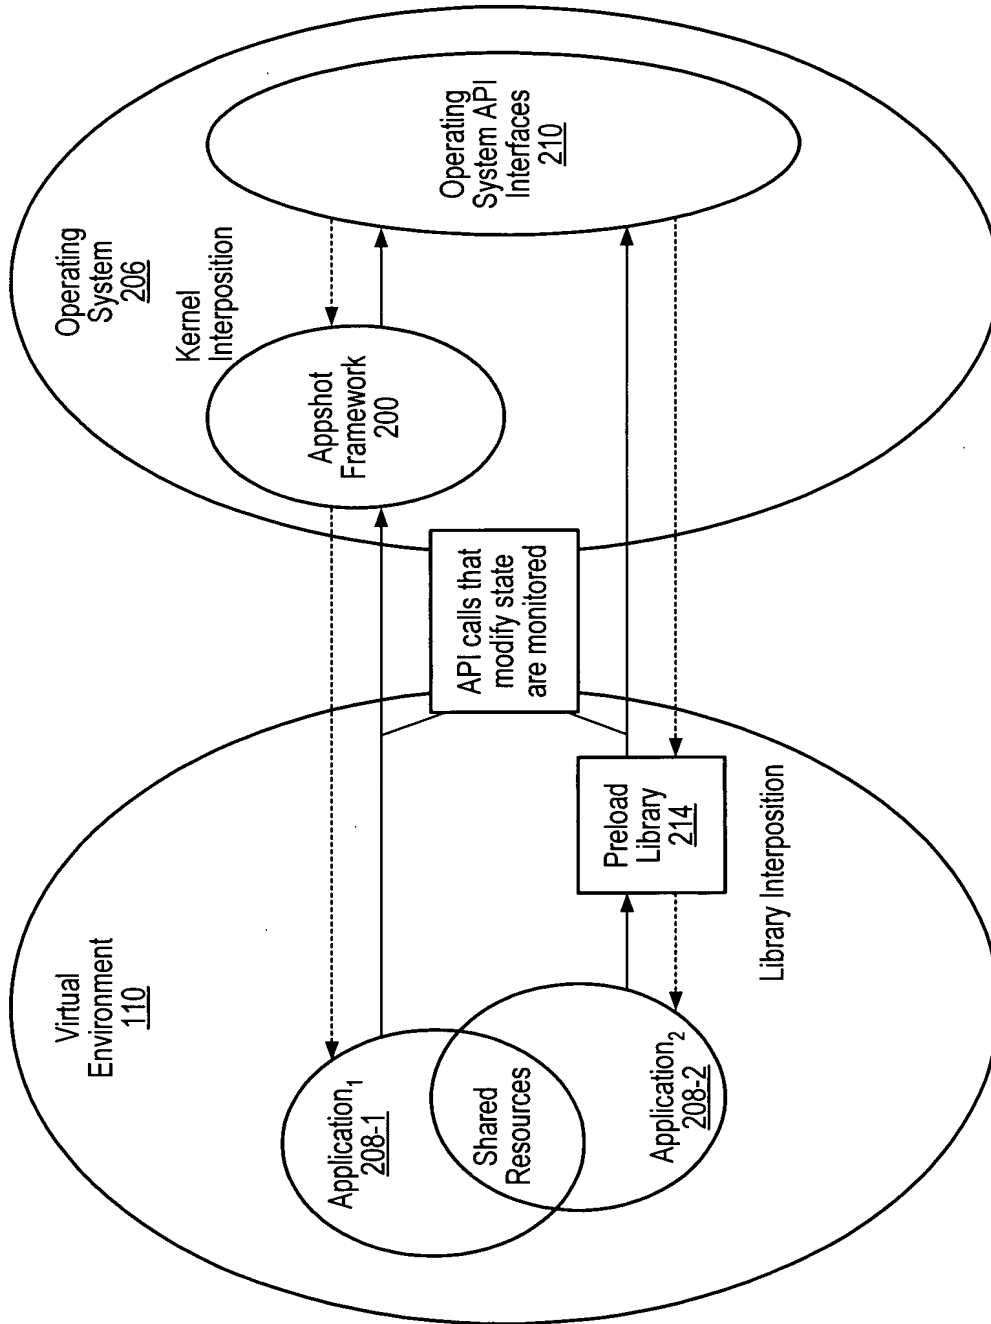 Virtual
Environment
110
Application1
208-1
Shared
Resources
Application2
208-2
Preload
Library
214
Library Interposition
API calls that
modify state
are monitored
Operating
System
206
Kernel
Interposition
Appshot
Framework
200
Operating
System API
Interfaces
210